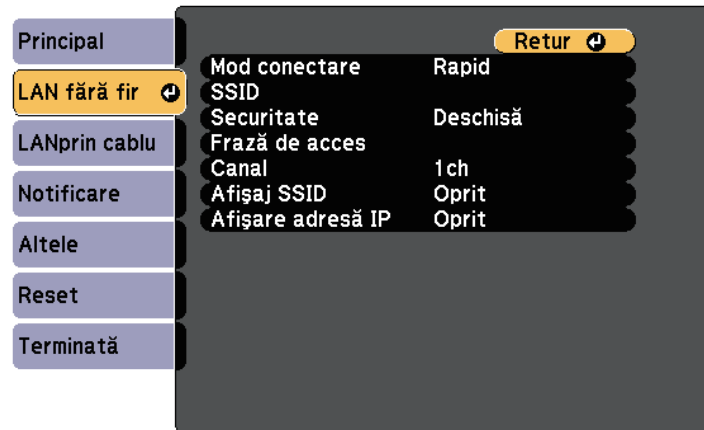 Principal
LAN fără fir
LANprin cablu
Notificare
Altele
Reset
Terminată
Retur
Mod conectare Rapid
SSID
Securitate Deschisă
Frază de acces
Canal 1ch
Afişaj SSID Oprit
Afişare adresă IP Oprit